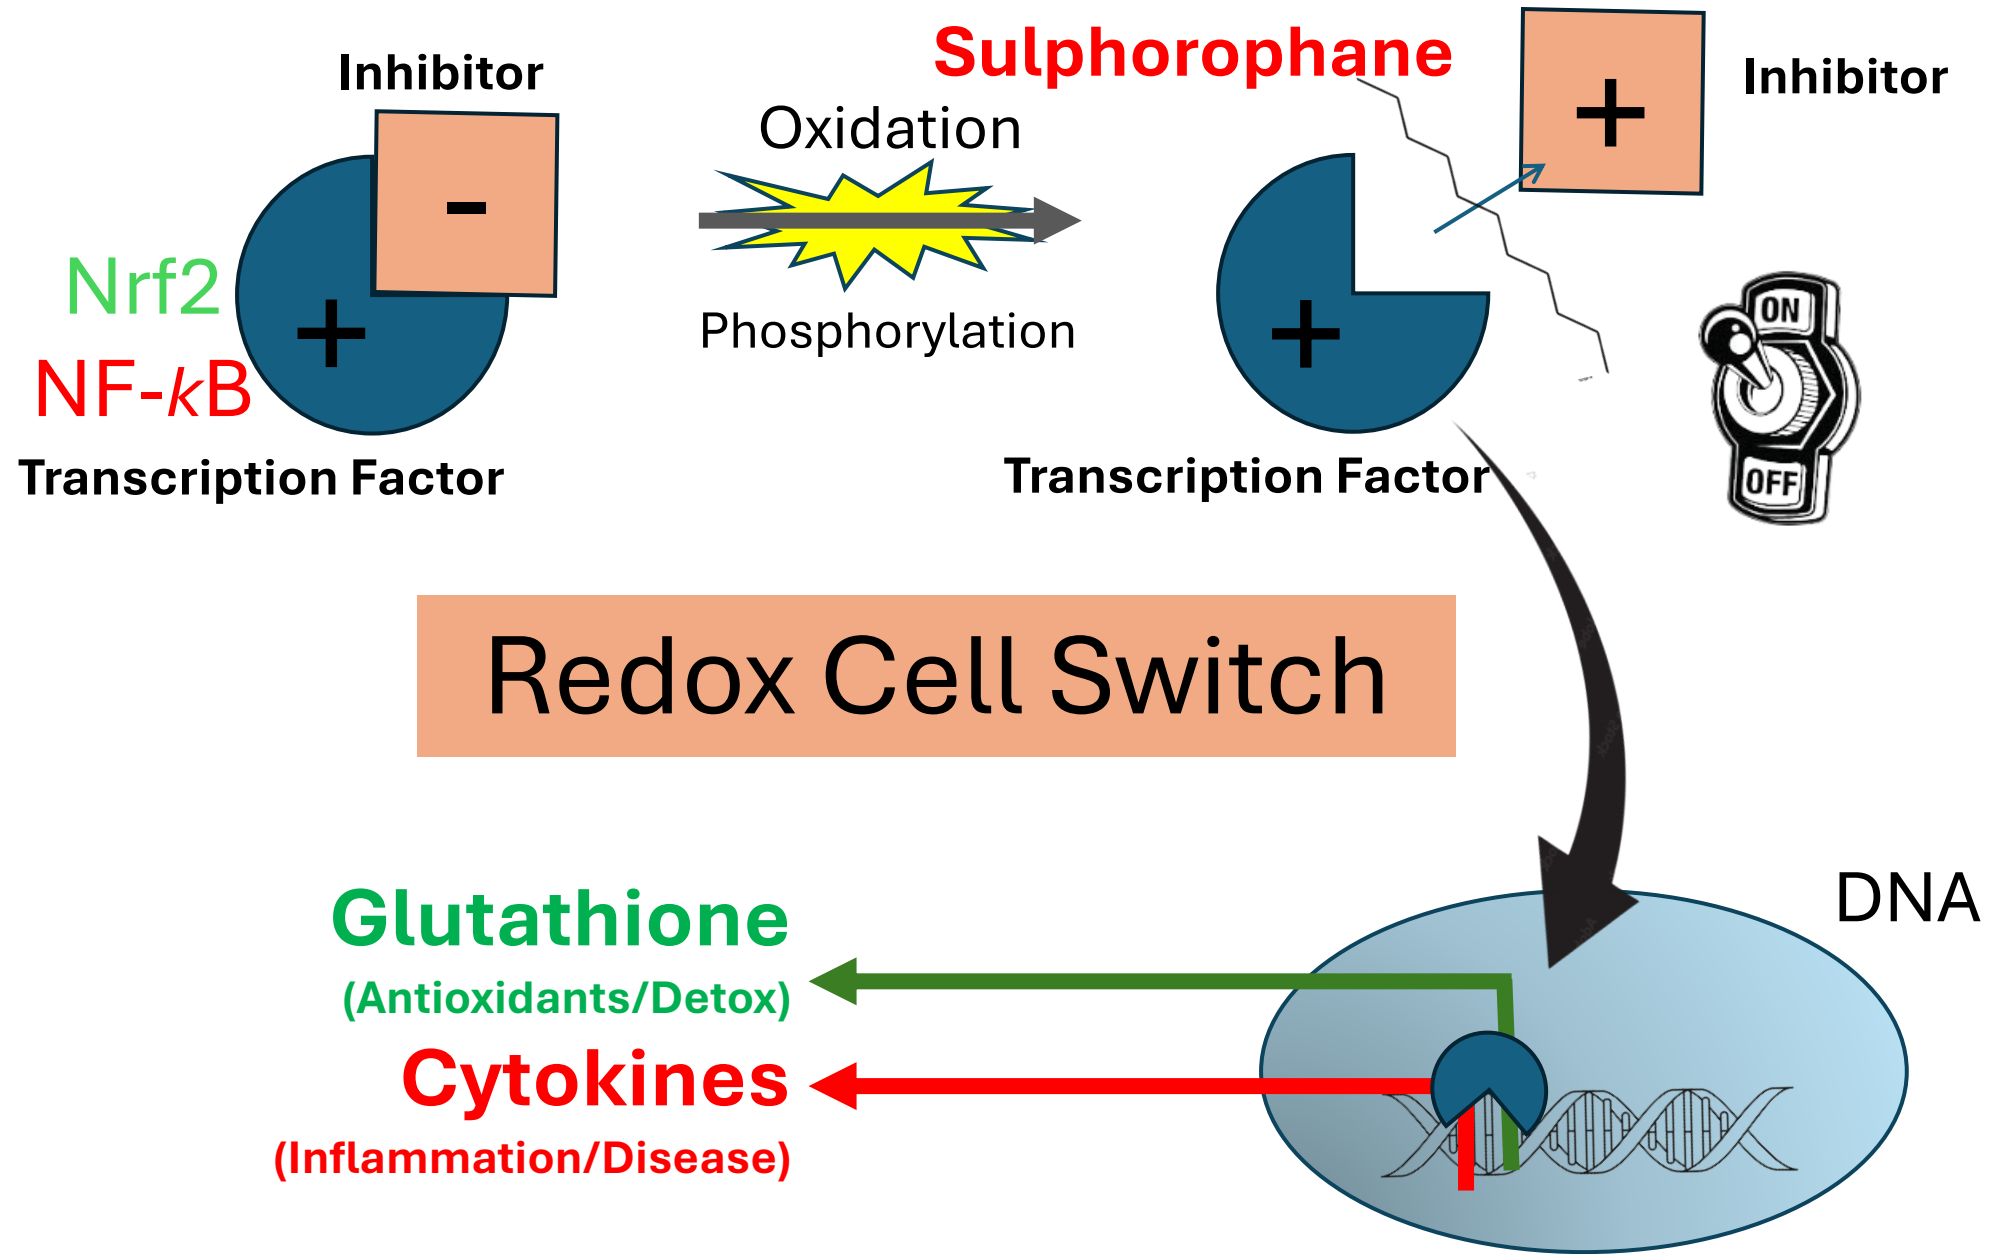 Inhibitor
-
+
Nrf2
NF-kB
Transcription Factor
Oxidation
Phosphorylation
Sulphorophane
+
Inhibitor
+
Transcription Factor
ON
OFF
Redox Cell Switch
DNA
Glutathione
(Antioxidants/Detox)
Cytokines
(Inflammation/Disease)